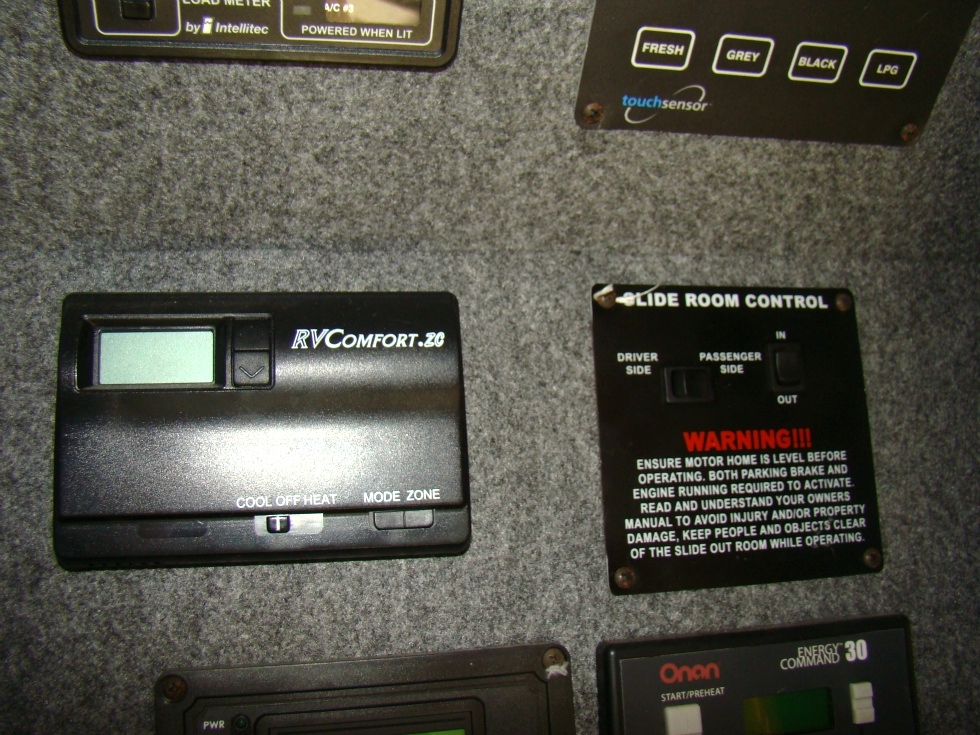 LOAD METER
by Intellitec
A/C #3
POWERED WHEN LIT
FRESH
GREY
BLACK
LPG
touchsensor
RVCOMFORT.ZC
COOL OFF HEAT
MODE ZONE
SLIDE ROOM CONTROL
DRIVER
SIDE
PASSENGER
SIDE
IN
OUT
WARNING!!!
ENSURE MOTOR HOME IS LEVEL BEFORE
OPERATING. BOTH PARKING BRAKE AND
ENGINE RUNNING REQUIRED TO ACTIVATE.
READ AND UNDERSTAND YOUR OWNERS
MANUAL TO AVOID INJURY AND/OR PROPERTY
DAMAGE, KEEP PEOPLE AND OBJECTS CLEAR
OF THE SLIDE OUT ROOM WHILE OPERATING.
PWR
Onan
ENERGY
COMMAND 30
START/PREHEAT